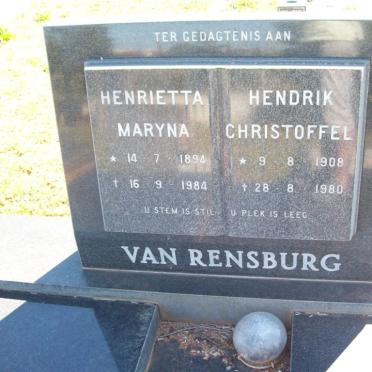 TER GEDAGTENIS AAN
HENRIETTA
MARYNA
★ 14 - 7 - 1894
† 16 - 9 - 1984
U STEM IS STIL
HENDRIK
CHRISTOFFEL
★ 9 - 8 - 1908
† 28 - 8 - 1980
U PLEK IS LEEG
VAN RENSBURG